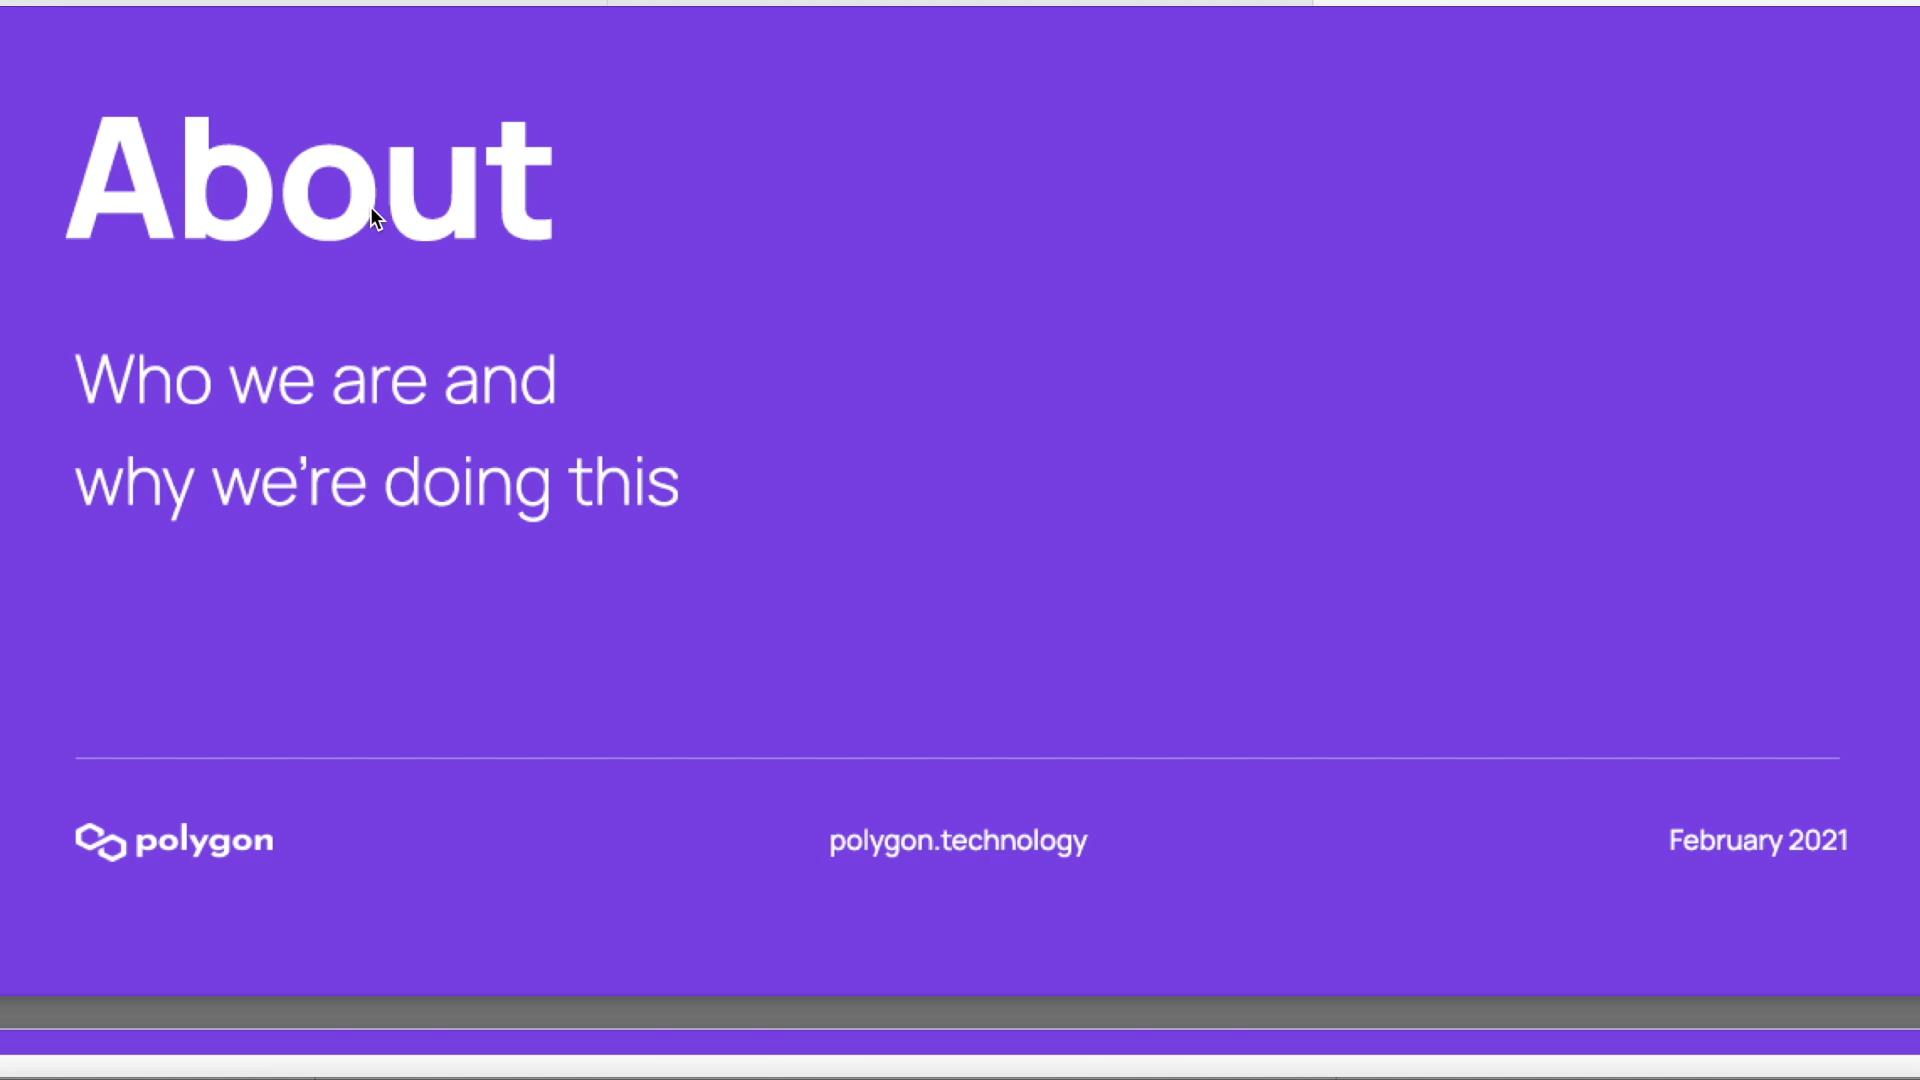 About
Who we are and
why we’re doing this
polygon
polygon.technology
February 2021